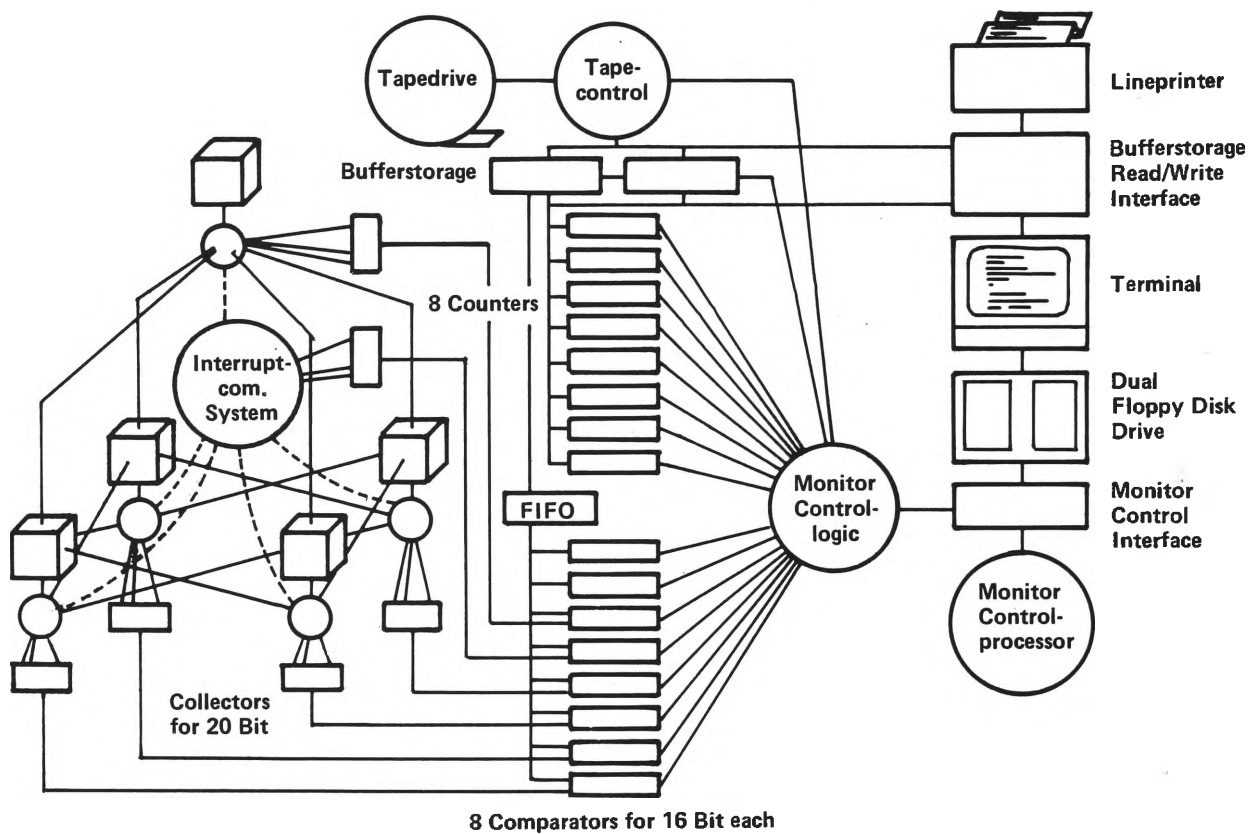 Tapedrive
Tape-
control
Lineprinter
Bufferstorage
Bufferstorage
Read/Write
Interface
Terminal
8 Counters
Interrupt-
com.
System
Dual
Floppy Disk
Drive
FIFO
Monitor
Control-
logic
Monitor
Control
Interface
Monitor
Control-
processor
Collectors
for 20 Bit
8 Comparators for 16 Bit each